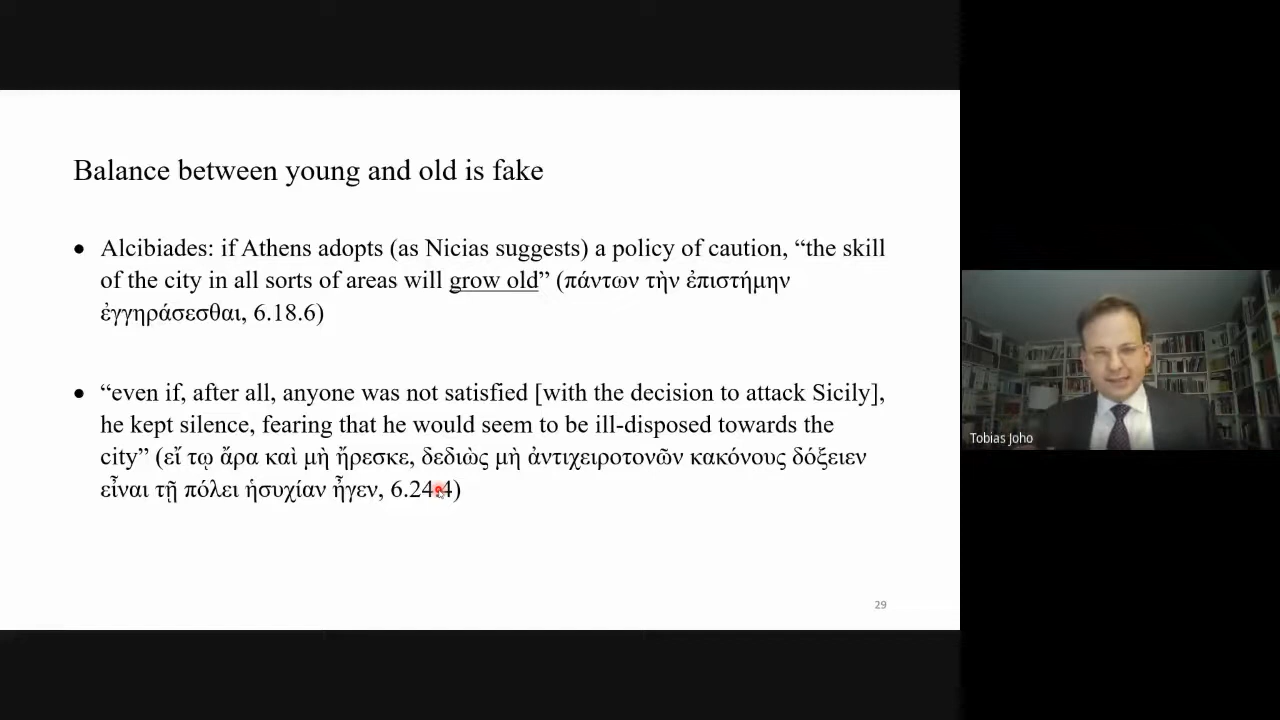 Balance between young and old is fake
• Alcibiades: if Athens adopts (as Nicias suggests) a policy of caution, “the skill
of the city in all sorts of areas will grow old” (πάντων τὴν ἐπιστήμην
ἐγγηράσεσθαι, 6.18.6)
• “even if, after all, anyone was not satisfied [with the decision to attack Sicily],
he kept silence, fearing that he would seem to be ill-disposed towards the
city” (εἴ τῳ ἄρα καὶ μὴ ἤρεσκε, δεδιὼς μὴ ἀντιχειροτονῶν κακόνους δόξειεν
εἶναι τῇ πόλει ἡσυχίαν ἦγεν, 6.24.4)
29
Tobias Joho